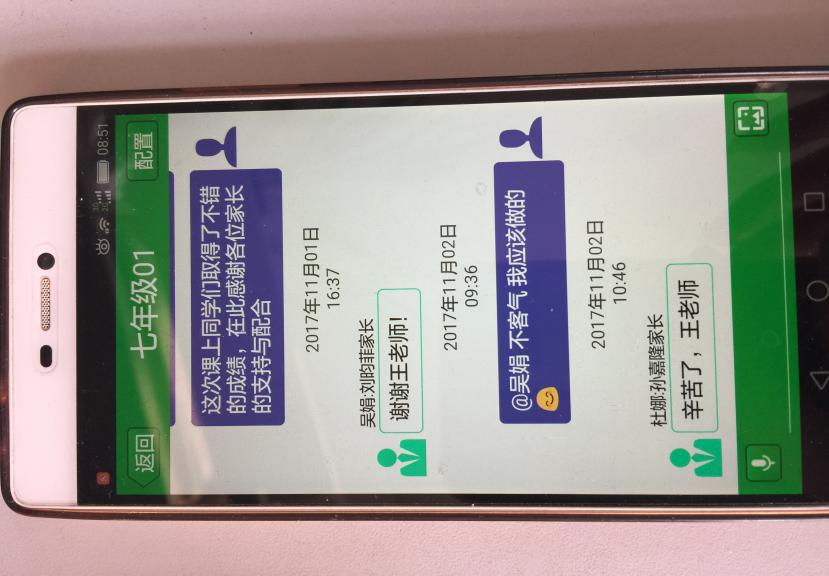 08:51
返回 七年级01 配置
这次课上同学们取得了不错
的成绩，在此感谢各位家长
的支持与配合
2017年11月01日
16:37
吴娟:刘昀菲家长
谢谢王老师！
2017年11月02日
09:36
@吴娟 不客气 我应该做的
2017年11月02日
10:46
杜娜:孙嘉隆家长
辛苦了，王老师